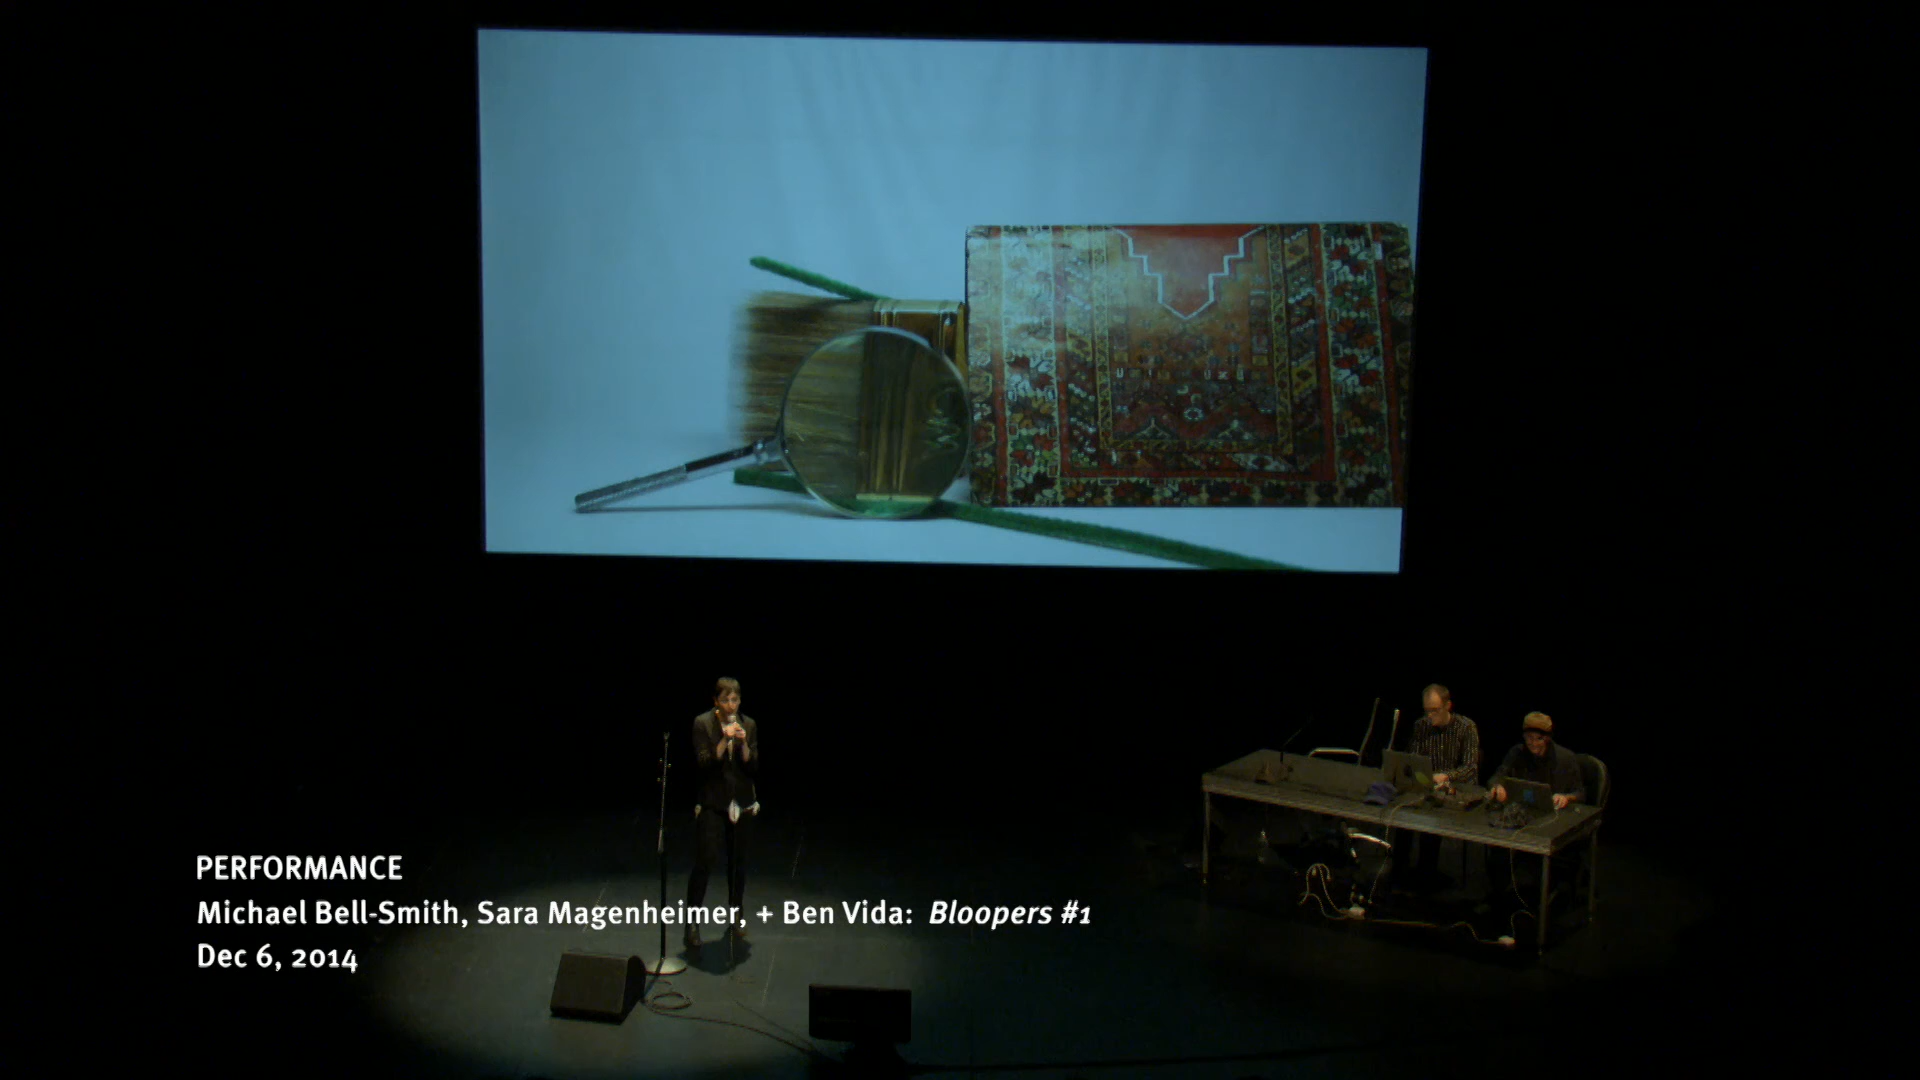 PERFORMANCE
Michael Bell-Smith, Sara Magenheimer, + Ben Vida: Bloopers #1
Dec 6, 2014